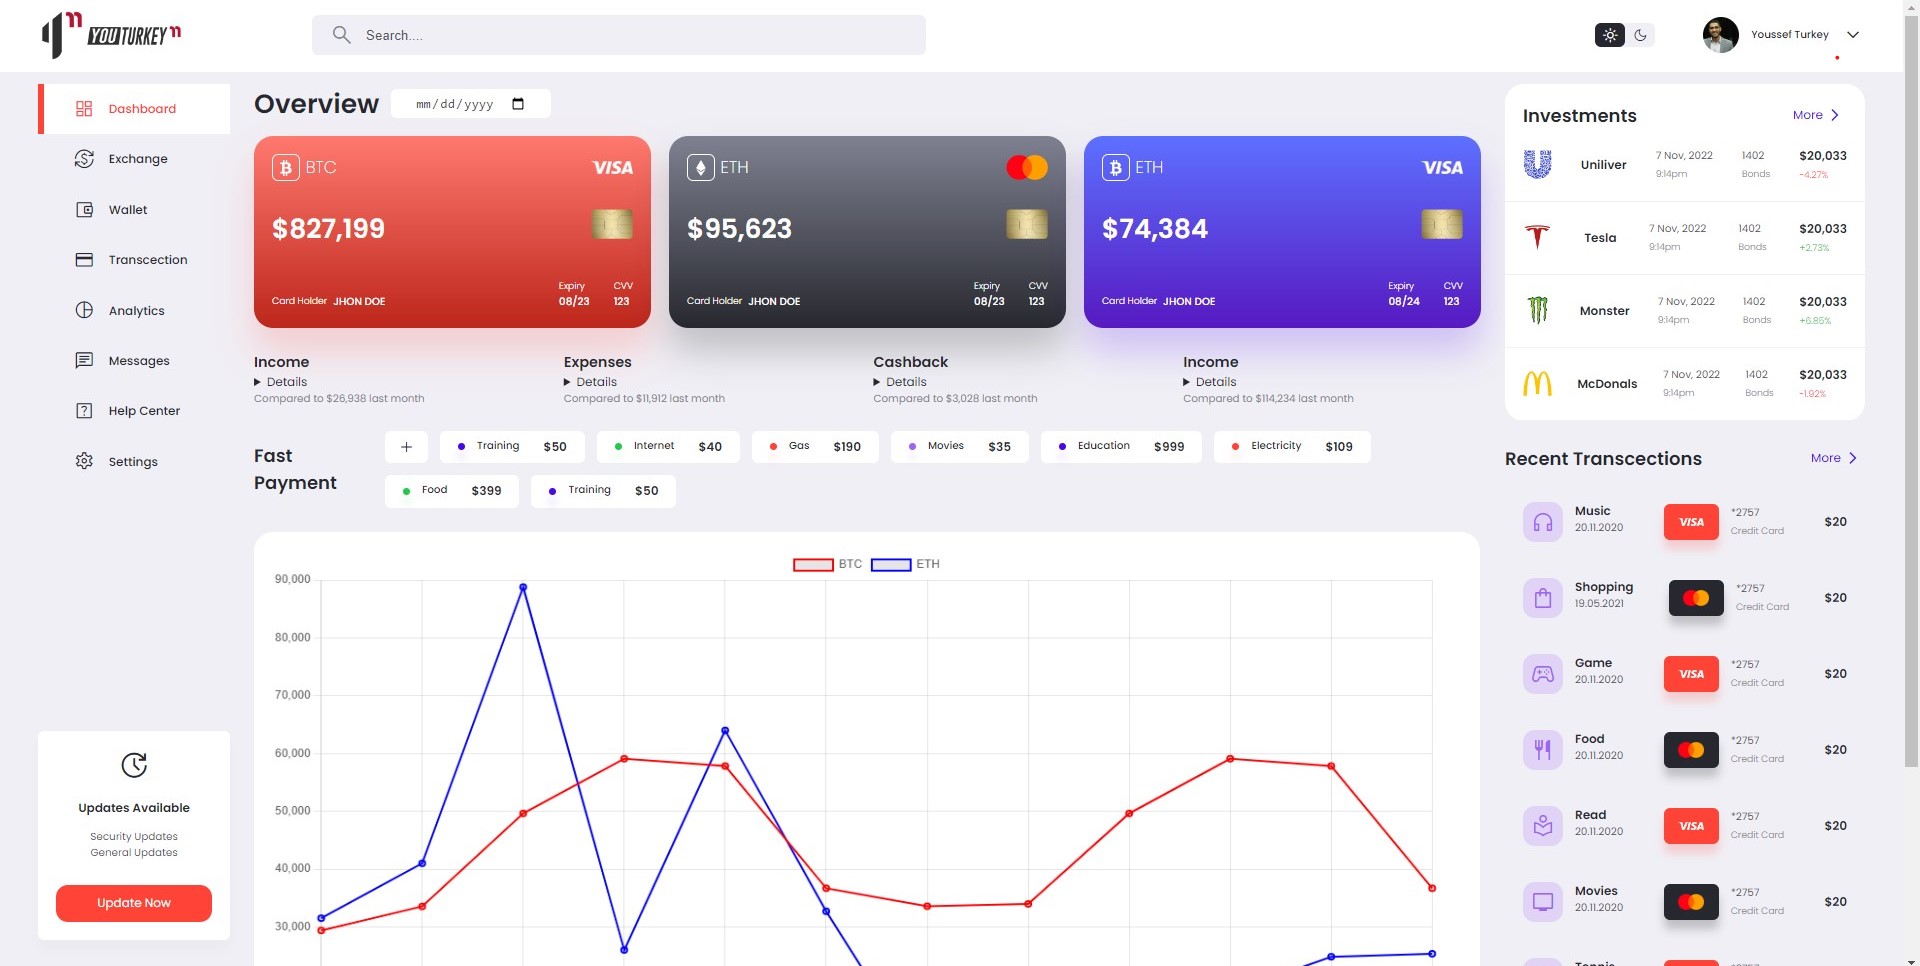 YOUTURKEY
Search....
Youssef Turkey
Dashboard
Exchange
Wallet
Transcection
Analytics
Messages
Help Center
Settings
Updates Available
Security Updates
General Updates
Update Now
Overview
mm/dd/yyyy
BTC
VISA
$827,199
Expiry
CVV
Card Holder JHON DOE
08/23
123
ETH
$95,623
Expiry
CVV
Card Holder JHON DOE
08/23
123
ETH
VISA
$74,384
Expiry
CVV
Card Holder JHON DOE
08/24
123
Income
Details
Compared to $26,938 last month
Expenses
Details
Compared to $11,912 last month
Cashback
Details
Compared to $3,028 last month
Income
Details
Compared to $114,234 last month
Fast
Payment
+
Training $50
Internet $40
Gas $190
Movies $35
Education $999
Electricity $109
Food $399
Training $50
BTC
ETH
90,000
80,000
70,000
60,000
50,000
40,000
30,000
Investments
More
Uniliver
7 Nov, 2022
9:14pm
1402
Bonds
$20,033
-4.27%
Tesla
7 Nov, 2022
9:14pm
1402
Bonds
$20,033
+2.73%
Monster
7 Nov, 2022
9:14pm
1402
Bonds
$20,033
+6.85%
McDonals
7 Nov, 2022
9:14pm
1402
Bonds
$20,033
-1.92%
Recent Transcections
More
Music
20.11.2020
VISA
*2757
Credit Card
$20
Shopping
19.05.2021
*2757
Credit Card
$20
Game
20.11.2020
VISA
*2757
Credit Card
$20
Food
20.11.2020
*2757
Credit Card
$20
Read
20.11.2020
VISA
*2757
Credit Card
$20
Movies
20.11.2020
*2757
Credit Card
$20